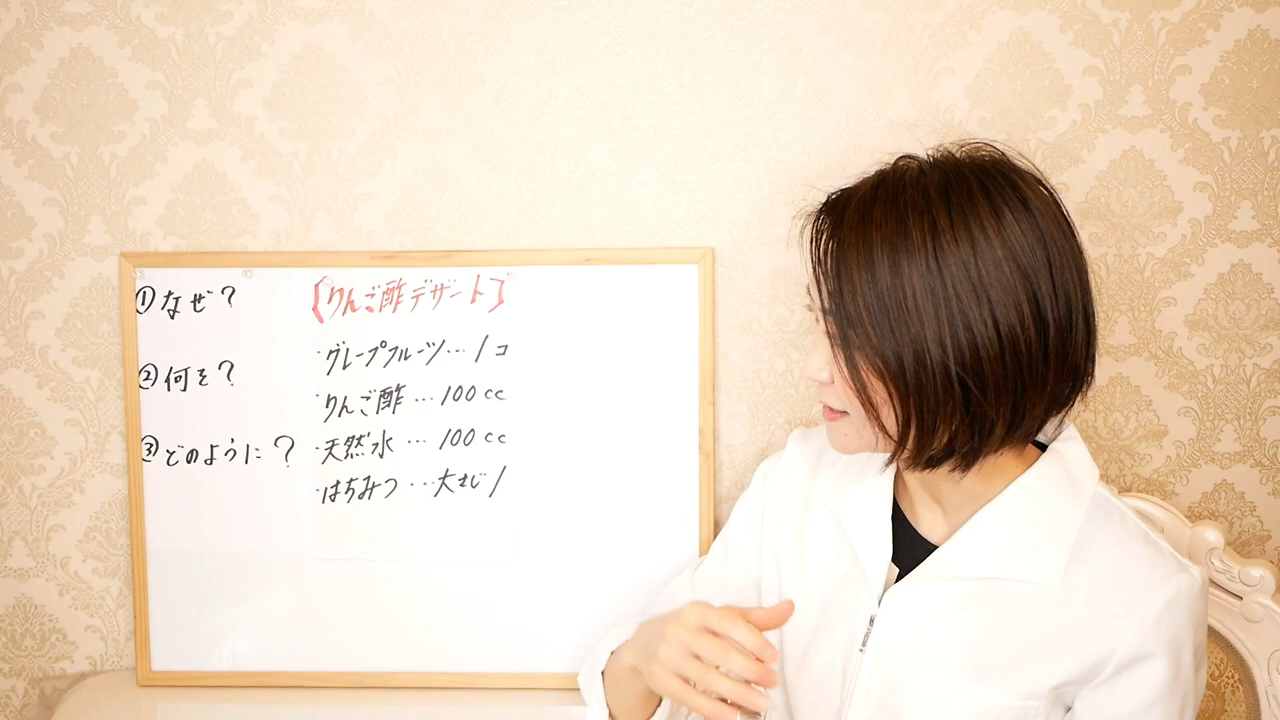 ①なぜ?
②何を?
③どのように?
【りんご酢デザート】
・グレープフルーツ…1コ
・りんご酢…100cc
・天然水…100cc
・はちみつ…大さじ1